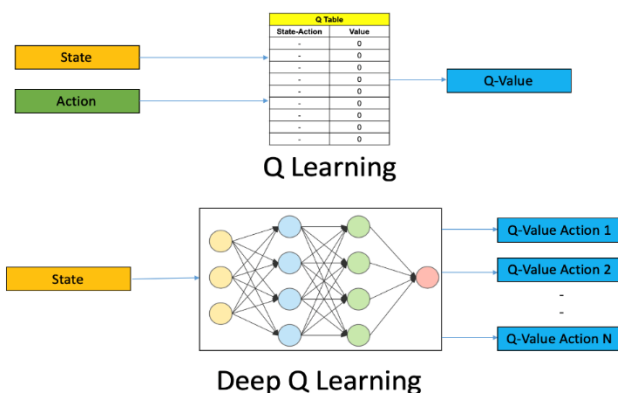 Q Table
State-Action Value
- 0
- 0
- 0
- 0
- 0
- 0
- 0
- 0
- 0
State
Action
Q-Value
Q Learning
State
Q-Value Action 1
Q-Value Action 2
-
-
Q-Value Action N
Deep Q Learning